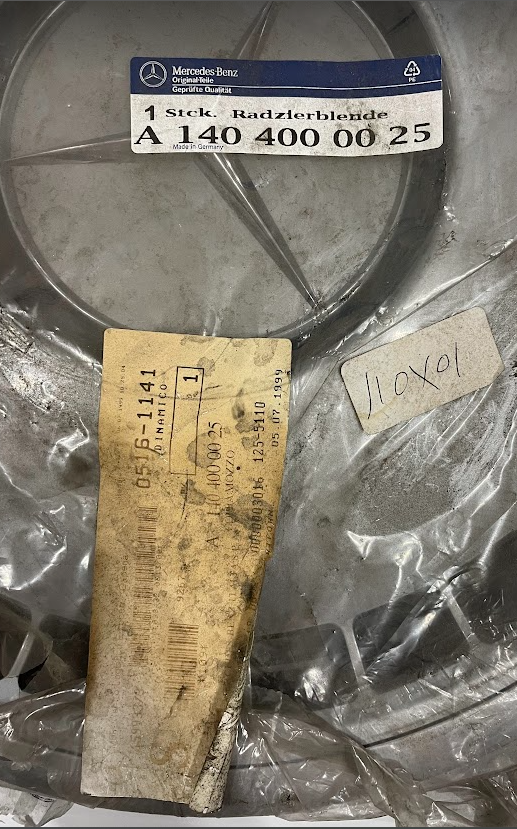 Mercedes-Benz
Original-Teile
Geprüfte Qualität
04
PE
1 Stck. Radzierblende
A 140 400 00 25
Made in Germany
110X01
0516-1141
DINAMICO
1
A 140 400 00 25
125-5110
05.07.1999